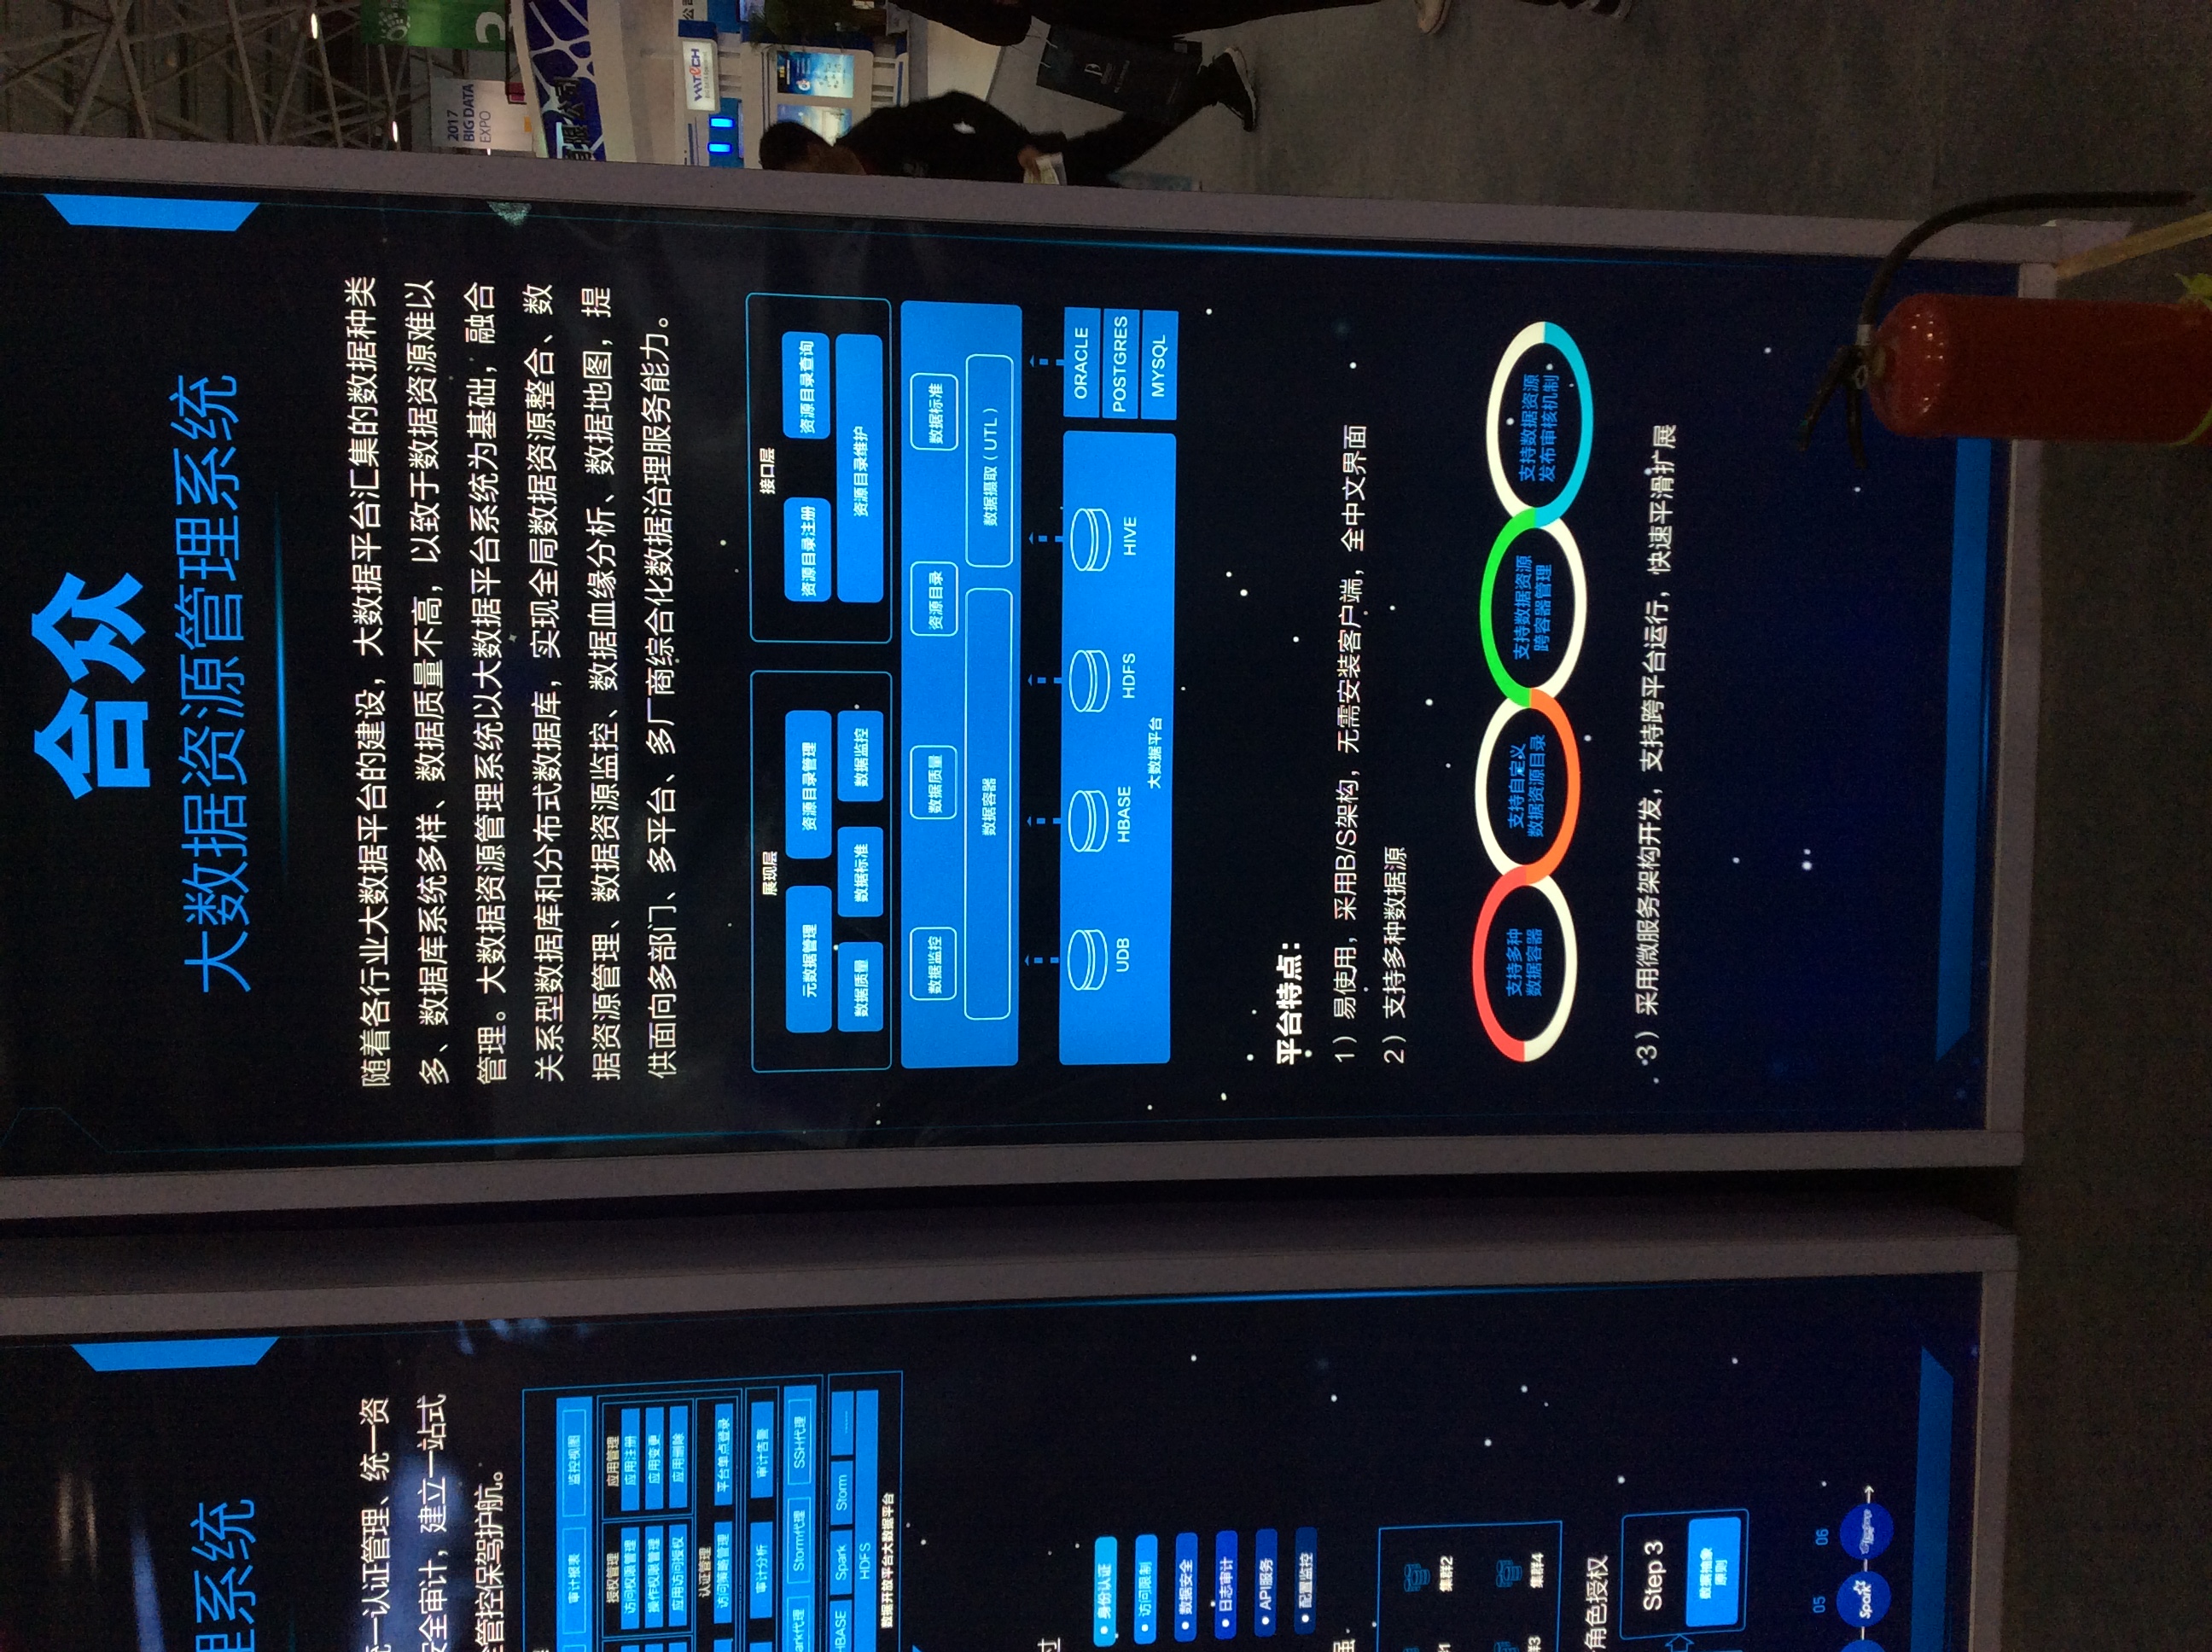 理系统
一认证管理、统一资
安全审计，建立一站式
管控保驾护航。
审计报表 监控视图
授权管理 应用管理
访问权限管理 应用注册
操作权限管理 应用变更
应用访问授权 应用删除
认证管理
访问策略管理 平台单点登录
审计分析 审计告警
ark代理 Storm代理 SSH代理
HBASE Spark Storm ......
HDFS
数据开放平台大数据平台
过
身份认证
访问限制
数据安全
日志审计
API服务
配置监控
强
集群2
集群4
角色授权
Step 3
数据抽象
原则
05 06
Spark
合众
大数据资源管理系统
随着各行业大数据平台的建设，大数据平台汇集的数据种类
多、数据库系统多样、数据质量不高，以致于数据资源难以
管理。大数据资源管理系统以大数据平台系统为基础，融合
关系型数据库和分布式数据库，实现全局数据资源整合、数
据资源管理、数据资源监控、数据血缘分析、数据地图，提
供面向多部门、多平台、多厂商综合化数据治理服务能力。
展现层 接口层
元数据管理 资源目录管理 资源目录注册 资源目录查询
数据质量 数据标准 数据监控 资源目录维护
数据监控 数据质量 资源目录 数据标准
数据容器 数据摄取（UTL）
UDB HBASE HDFS HIVE
大数据平台
ORACLE
POSTGRES
MYSQL
平台特点：
1）易使用，采用B/S架构，无需安装客户端，全中文界面
2）支持多种数据源
支持多种
数据容器
支持自定义
数据资源目录
支持数据资源
跨容器管理
支持数据资源
发布审核机制
3）采用微服务架构开发，支持跨平台运行，快速平滑扩展
2017
BIG DATA
EXPO
有限公司
WATECH
公司